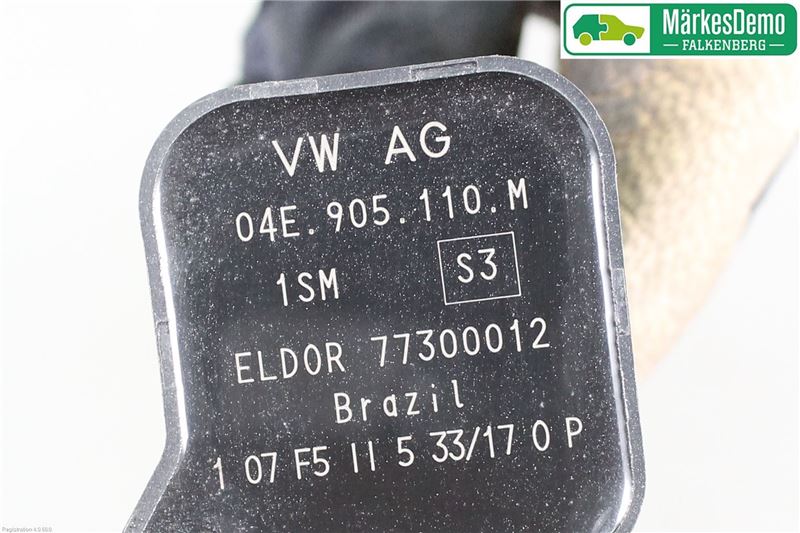 MärkesDemo
FALKENBERG
VW AG
04E.905.110.M
1SM S3
ELDOR 77300012
Brazil
1 07 F5 II 5 33/17 0 P